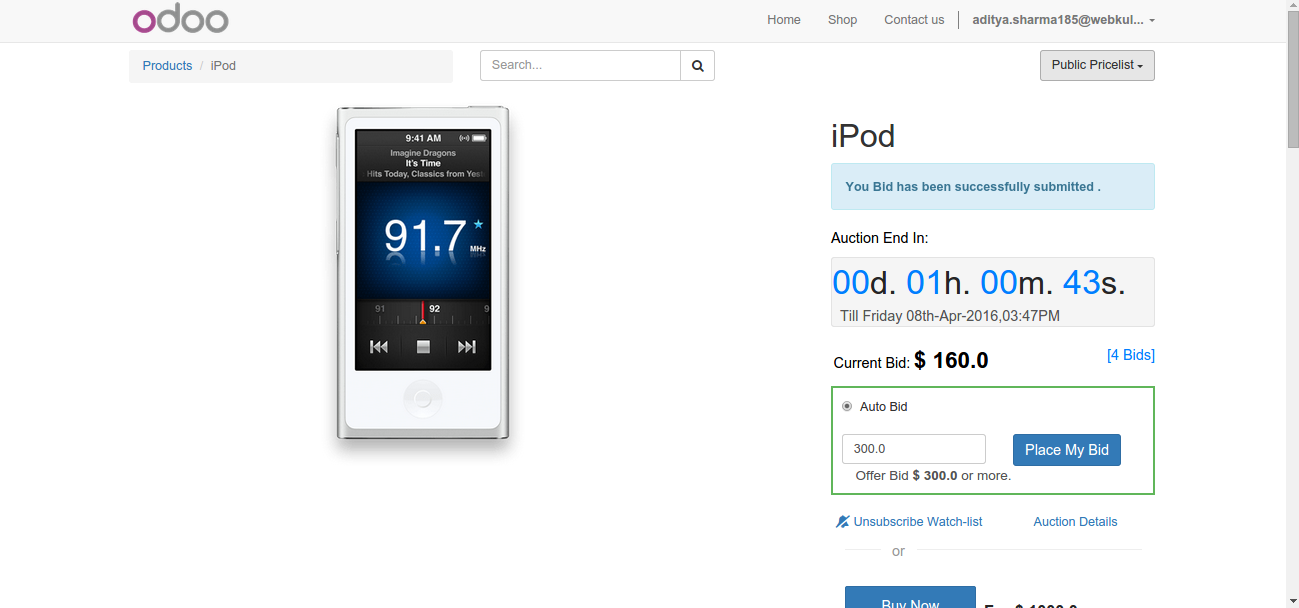 odoo
Home Shop Contact us aditya.sharma185@webkul...
Products / iPod
Search...
Public Pricelist
9:41 AM
Imagine Dragons
It's Time
Hits Today, Classics from Yest
91.7
MHz
91 92 9
iPod
You Bid has been successfully submitted .
Auction End In:
00d. 01h. 00m. 43s.
Till Friday 08th-Apr-2016,03:47PM
Current Bid: $ 160.0 [4 Bids]
Auto Bid
300.0 Place My Bid
Offer Bid $ 300.0 or more.
Unsubscribe Watch-list Auction Details
or
Buy Now